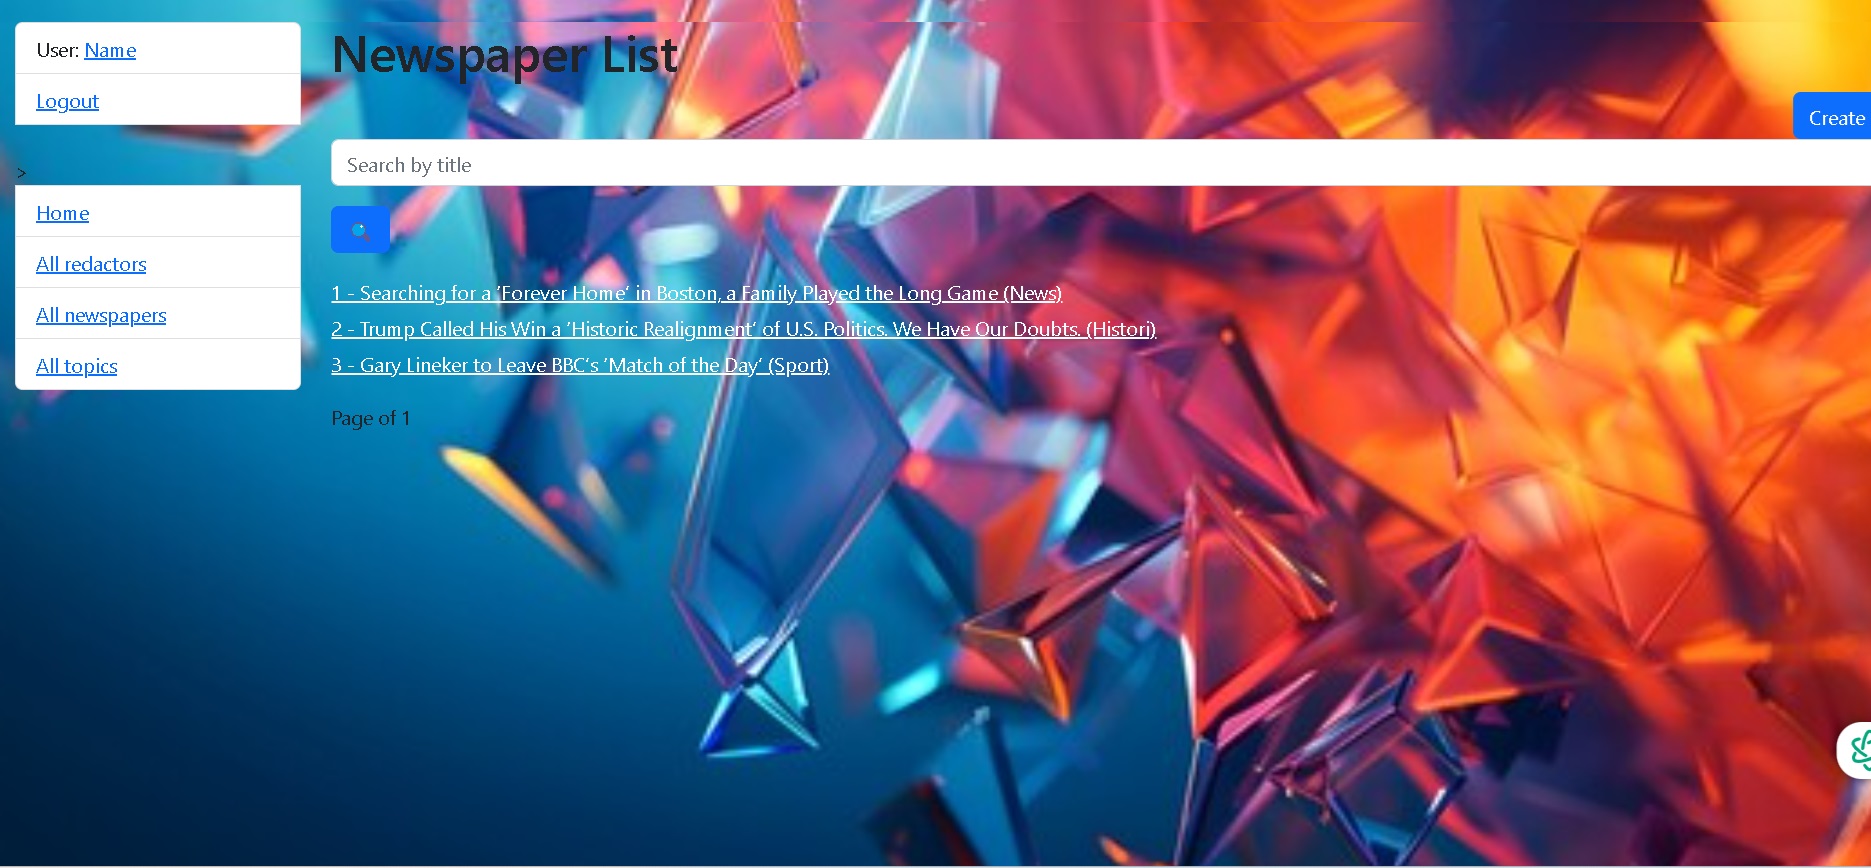 User: Name
Logout
>
Home
All redactors
All newspapers
All topics
Newspaper List
Create
Search by title
1 - Searching for a ‘Forever Home’ in Boston, a Family Played the Long Game (News)
2 - Trump Called His Win a ‘Historic Realignment’ of U.S. Politics. We Have Our Doubts. (Histori)
3 - Gary Lineker to Leave BBC’s ‘Match of the Day’ (Sport)
Page of 1